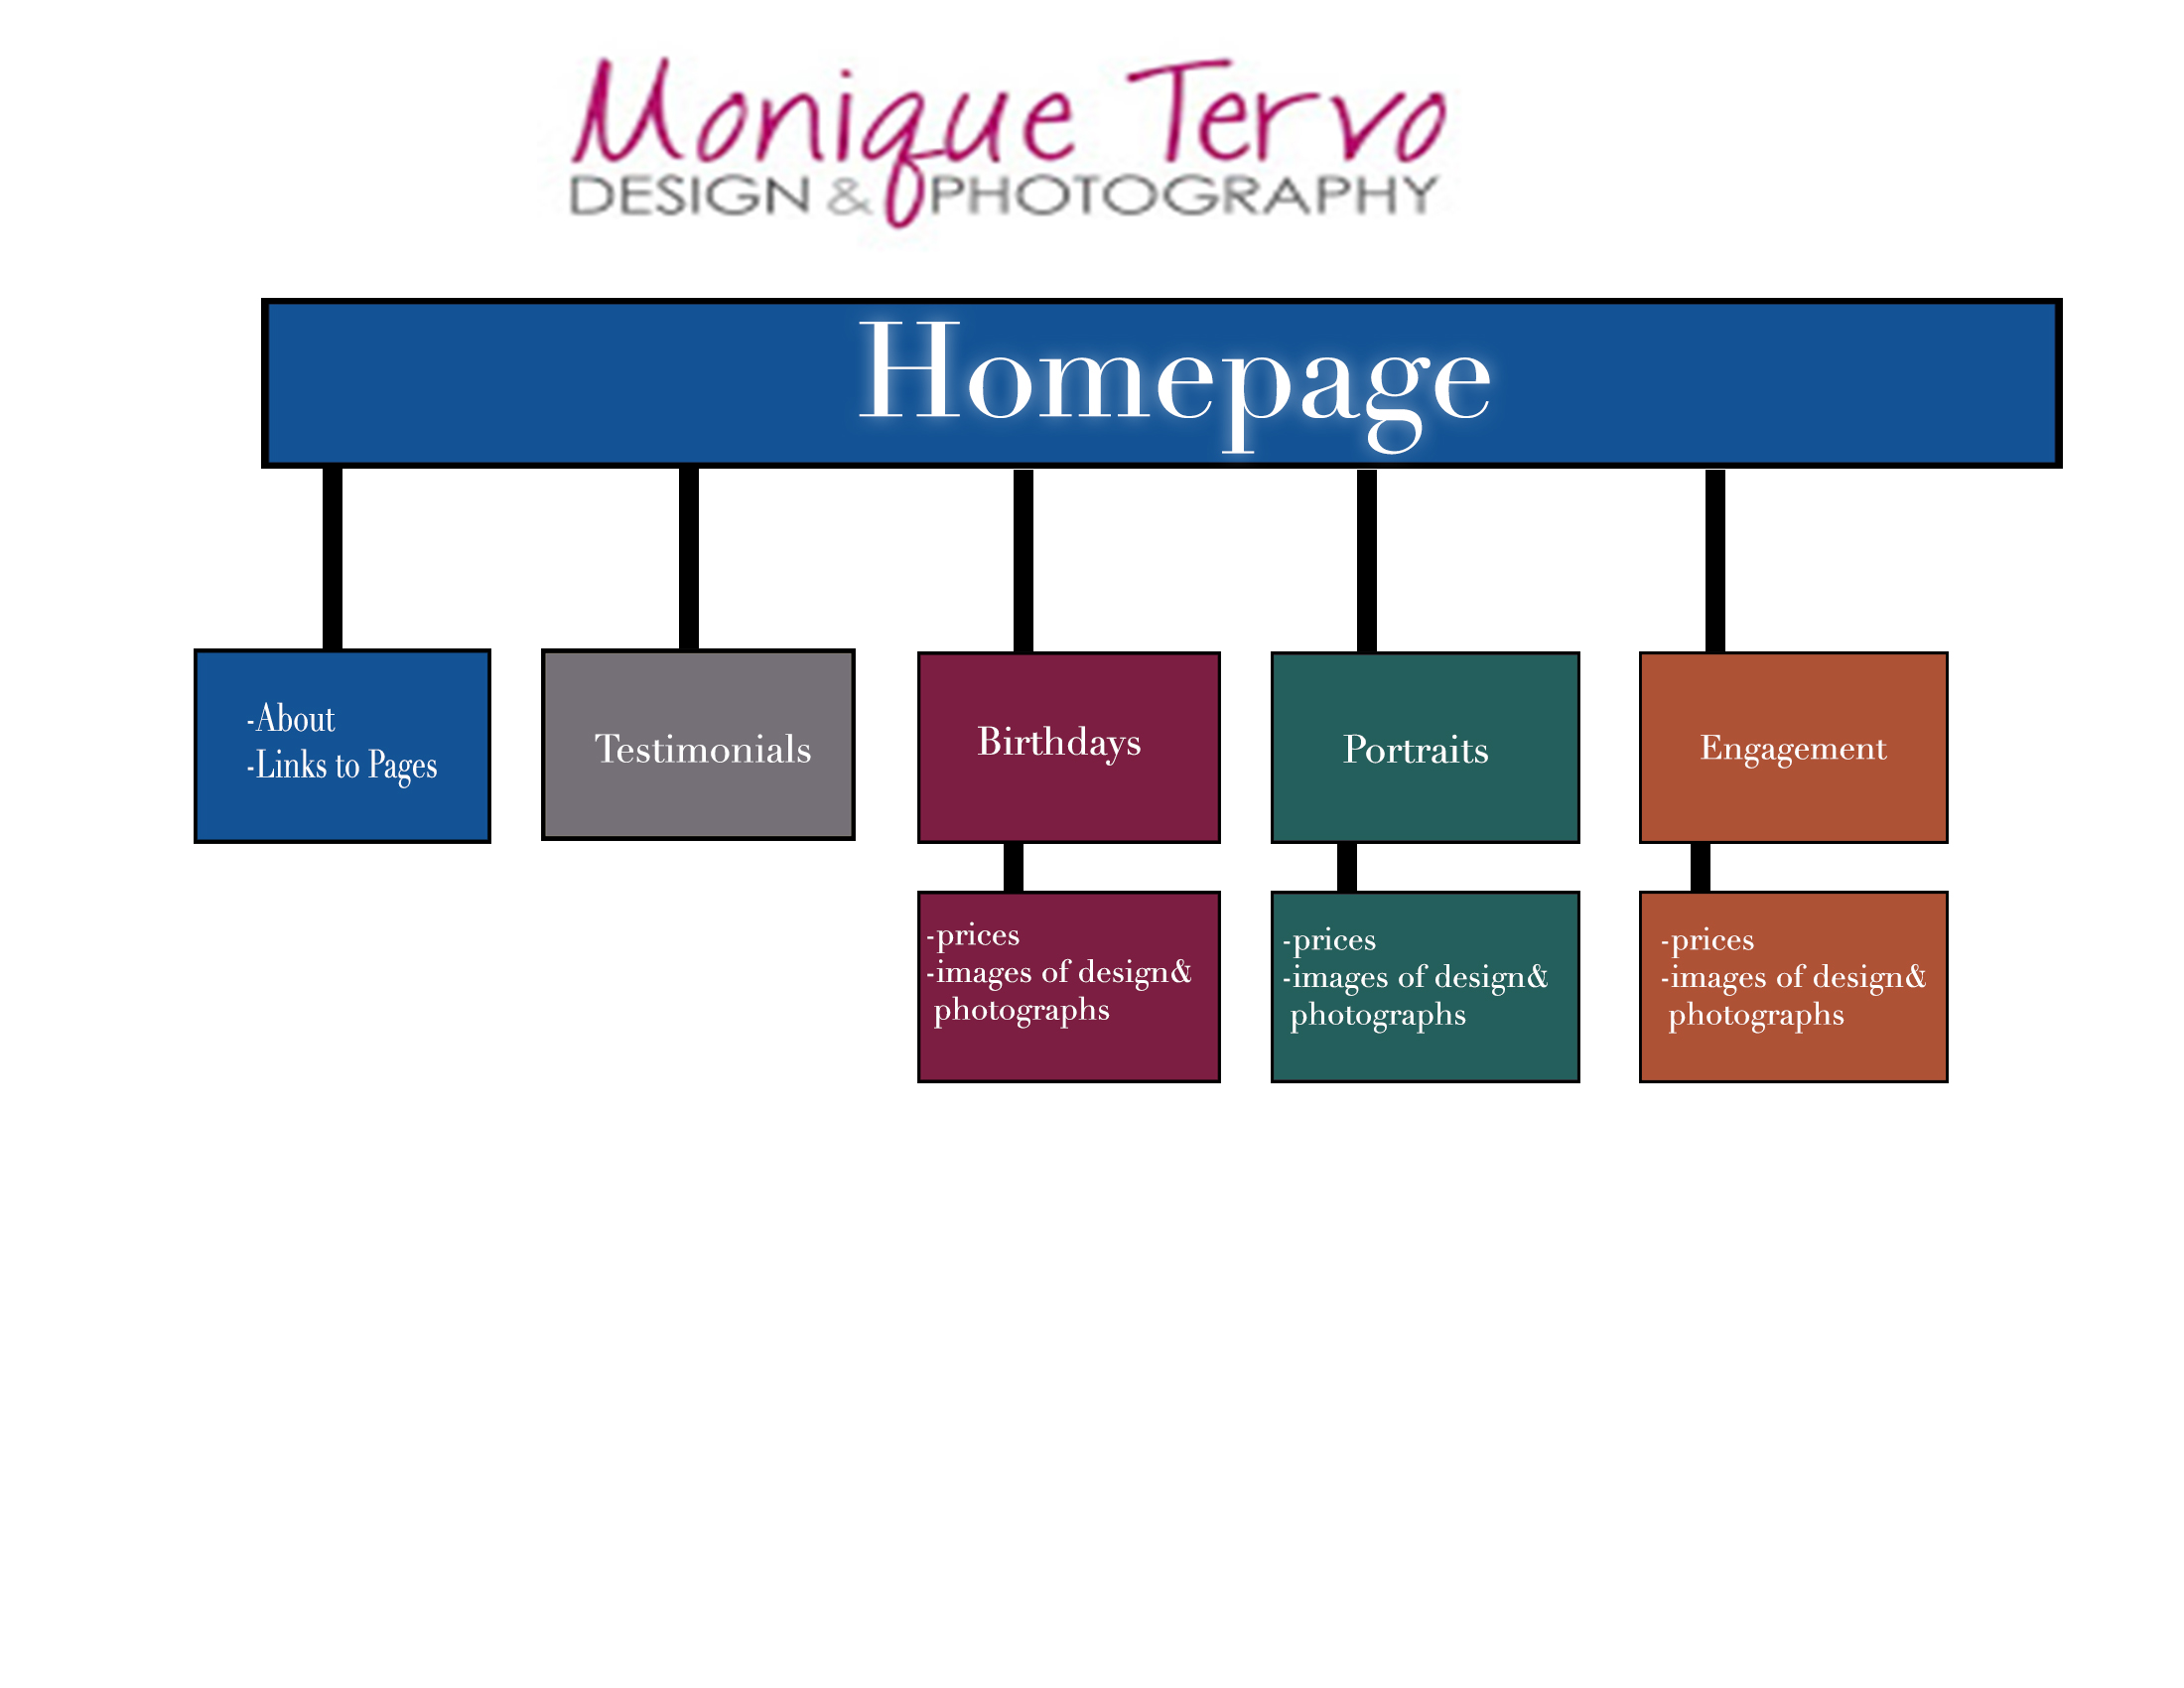 Monique Tervo
DESIGN & PHOTOGRAPHY
Homepage
-About
-Links to Pages
Testimonials
Birthdays
Portraits
Engagement
-prices
-images of design&
photographs
-prices
-images of design&
photographs
-prices
-images of design&
photographs